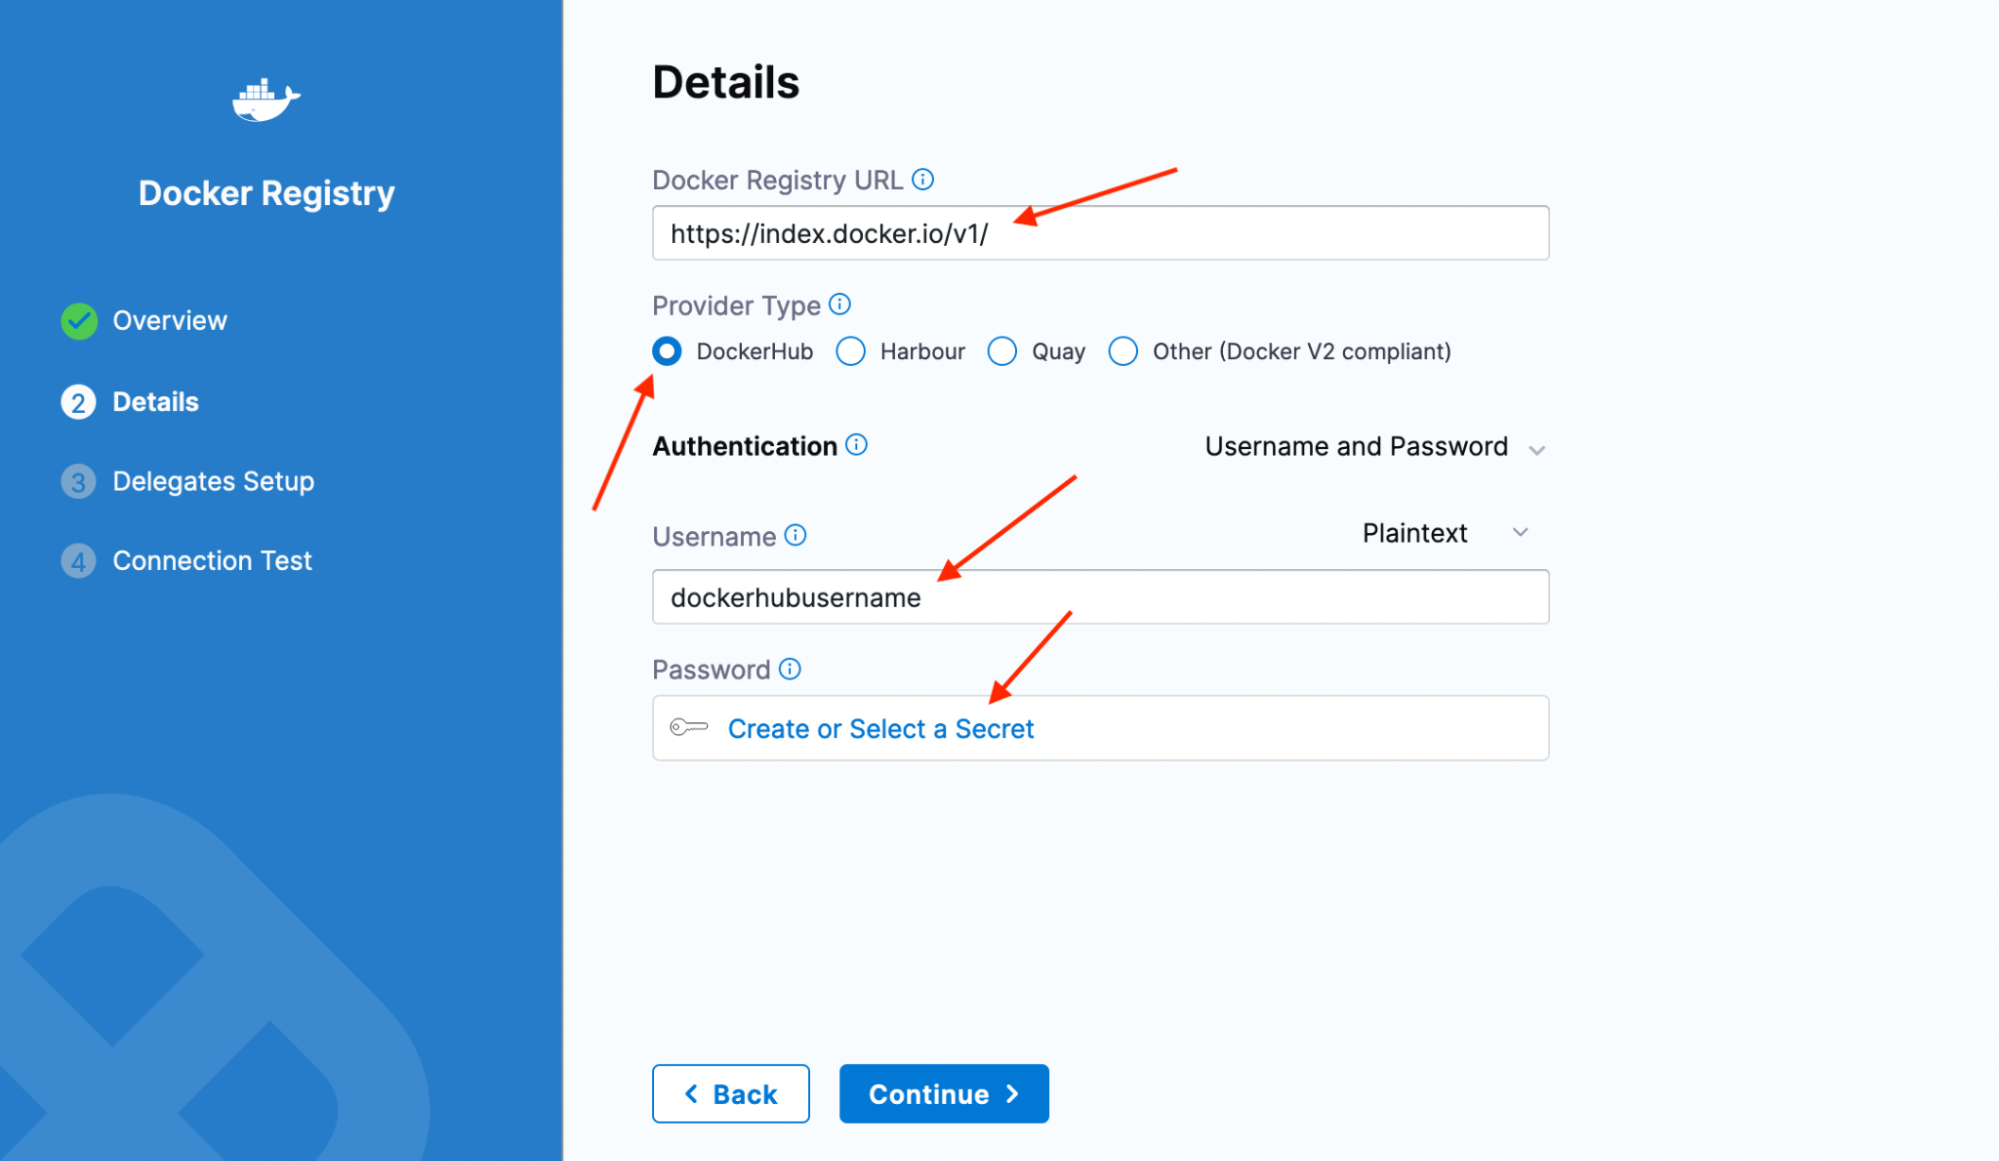 Docker Registry
Overview
2 Details
3 Delegates Setup
4 Connection Test
Details
Docker Registry URL
https://index.docker.io/v1/
Provider Type
DockerHub Harbour Quay Other (Docker V2 compliant)
Authentication Username and Password
Username Plaintext
dockerhubusername
Password
Create or Select a Secret
Back Continue